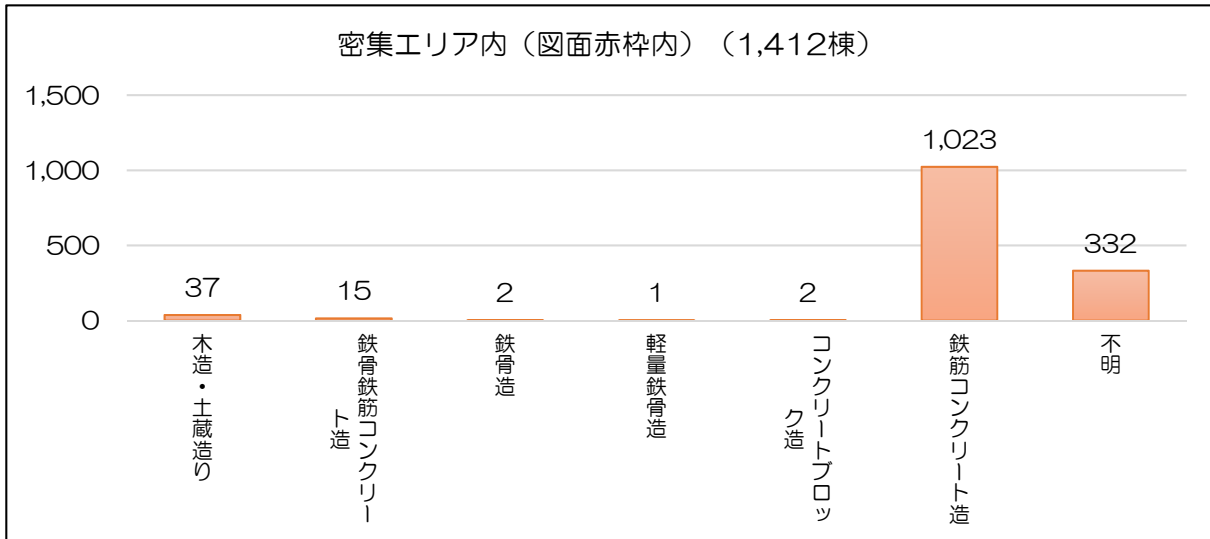 密集エリア内（図面赤枠内）（1,412棟）
1,500
1,000
500
0
37
15
2
1
2
1,023
332
木造・土蔵造り
鉄骨鉄筋コンクリー
ト造
鉄骨造
軽量鉄骨造
コンクリートブロッ
ク造
鉄筋コンクリート造
不明